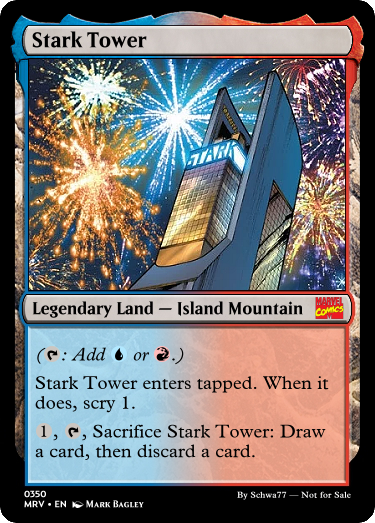 Stark Tower
STARK
Legendary Land — Island Mountain
MARVEL
COMICS
(: Add or .)
Stark Tower enters tapped. When it
does, scry 1.
1, , Sacrifice Stark Tower: Draw
a card, then discard a card.
0350
MRV • EN Mark Bagley
By Schwa77 — Not for Sale